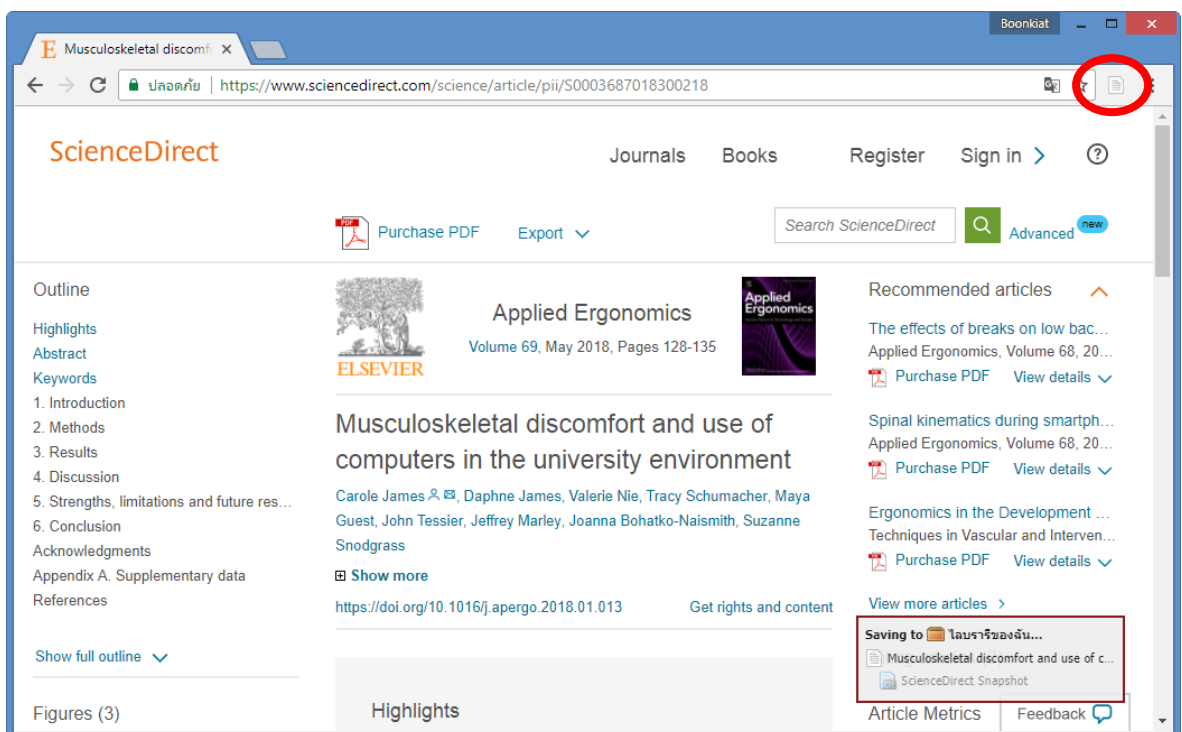 Boonkiat
Musculoskeletal discomf
ปลอดภัย https://www.sciencedirect.com/science/article/pii/S0003687018300218
ScienceDirect
Journals Books Register Sign in
Purchase PDF Export
Search ScienceDirect
Advanced new
Outline
Highlights
Abstract
Keywords
1. Introduction
2. Methods
3. Results
4. Discussion
5. Strengths, limitations and future res...
6. Conclusion
Acknowledgments
Appendix A. Supplementary data
References
Show full outline
Figures (3)
ELSEVIER
Applied Ergonomics
Volume 69, May 2018, Pages 128-135
Applied
Ergonomics
Musculoskeletal discomfort and use of
computers in the university environment
Carole James, Daphne James, Valerie Nie, Tracy Schumacher, Maya
Guest, John Tessier, Jeffrey Marley, Joanna Bohatko-Naismith, Suzanne
Snodgrass
Show more
https://doi.org/10.1016/j.apergo.2018.01.013 Get rights and content
Highlights
Recommended articles
The effects of breaks on low bac...
Applied Ergonomics, Volume 68, 20...
PDF Purchase PDF View details
Spinal kinematics during smartph...
Applied Ergonomics, Volume 68, 20...
PDF Purchase PDF View details
Ergonomics in the Development ...
Techniques in Vascular and Interven...
PDF Purchase PDF View details
View more articles
Saving to ไลบรารีของฉัน...
Musculoskeletal discomfort and use of c...
ScienceDirect Snapshot
Article Metrics
Feedback